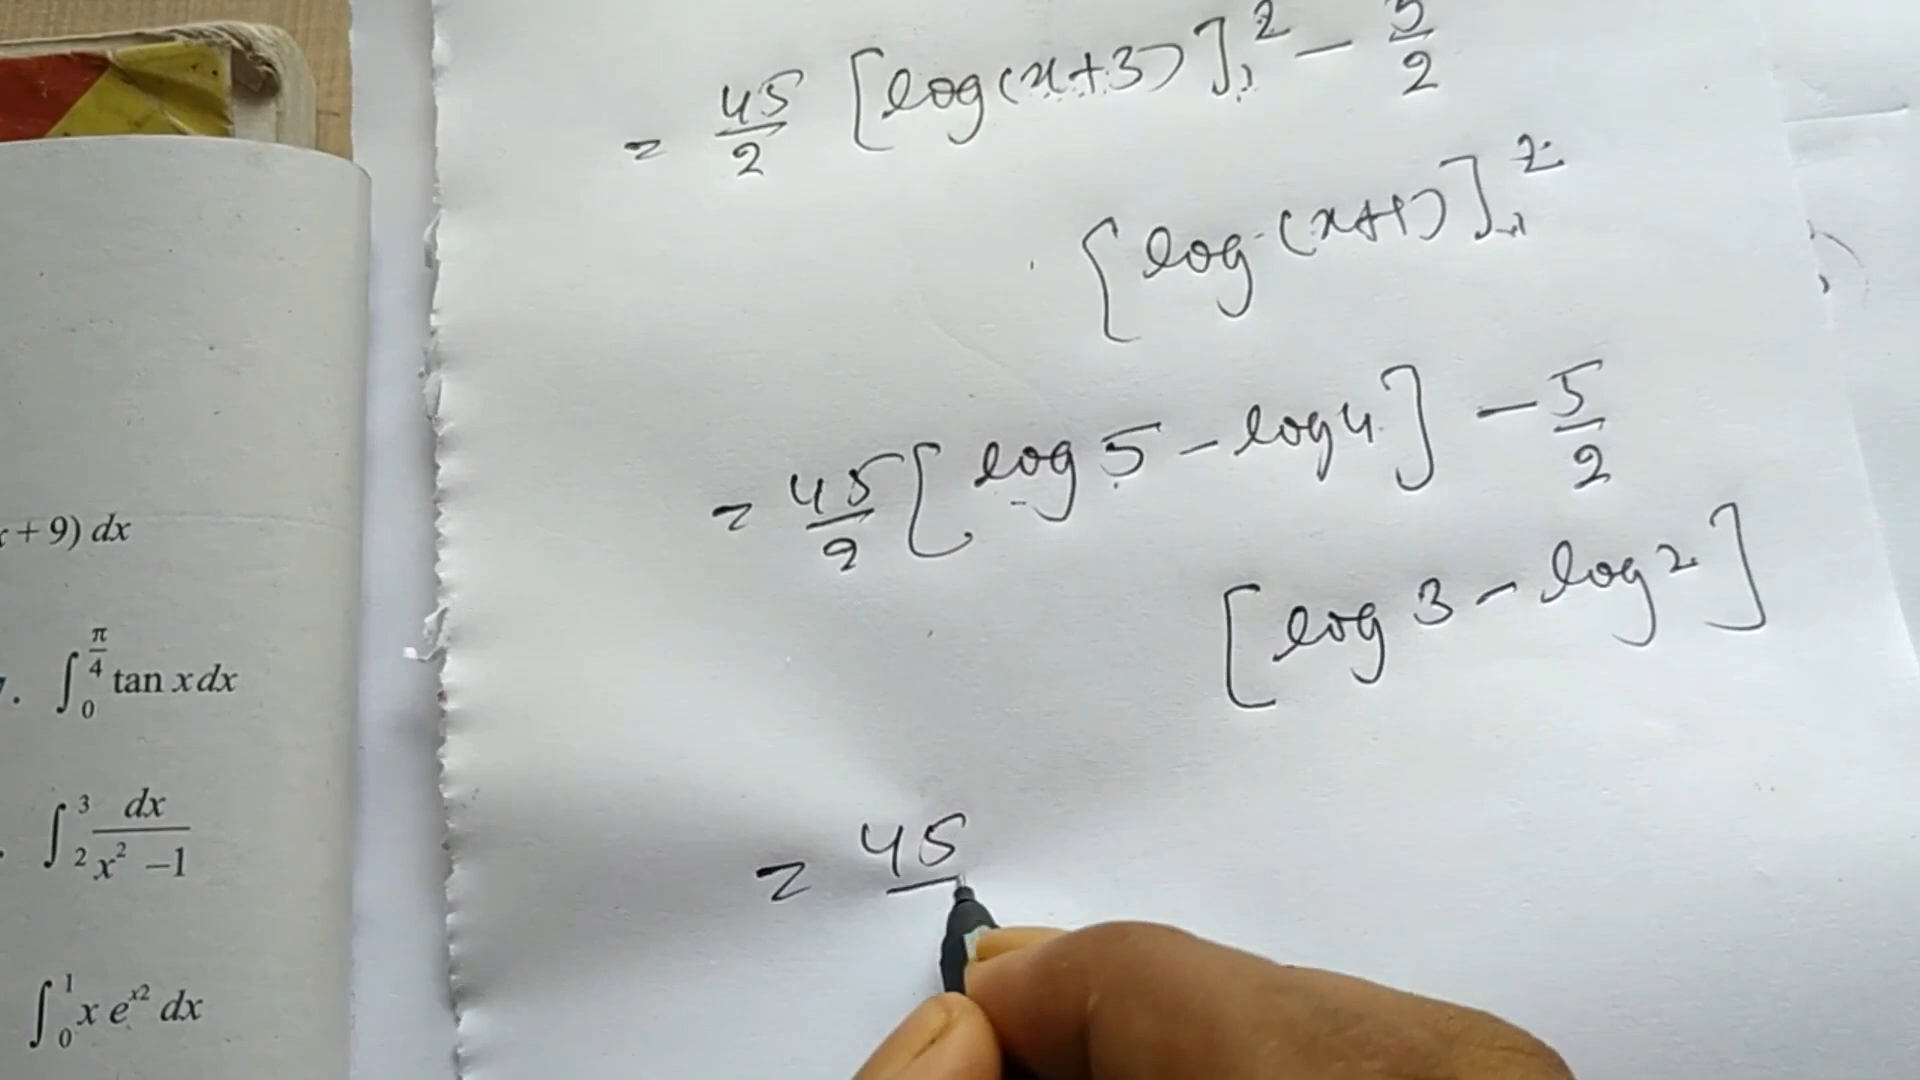 = 45/2 [log(x+3)]₁² - 5/2
[log(x+1)]₁²
= 45/2 [log 5 - log 4] - 5/2
[log 3 - log 2]
= 45
+ 9) dx
. ∫₀^(π/4) tan x dx
∫₂³ dx/(x² - 1)
∫₀¹ x e^(x2) dx